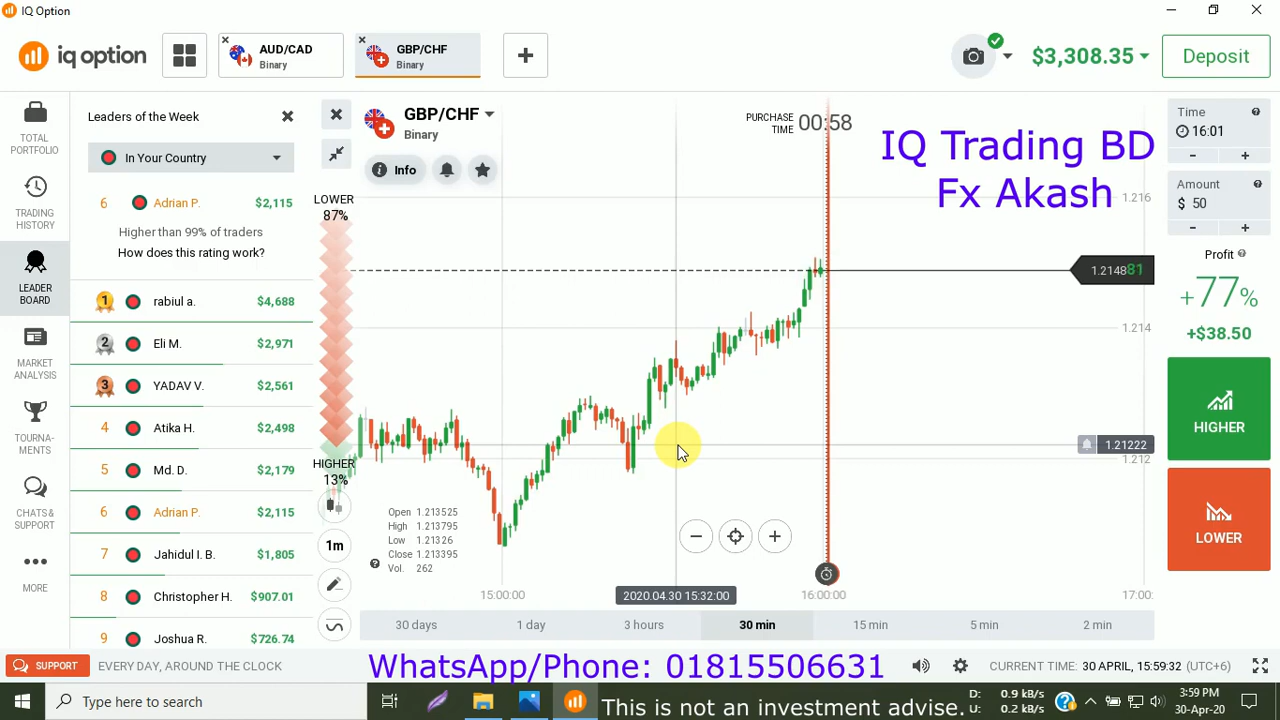 IQ Option
iq option
AUD/CAD
Binary
GBP/CHF
Binary
$3,308.35
Deposit
TOTAL
PORTFOLIO
TRADING
HISTORY
LEADER
BOARD
MARKET
ANALYSIS
TOURNA-
MENTS
CHATS &
SUPPORT
MORE
Leaders of the Week
In Your Country
6 Adrian P. $2,115
Higher than 99% of traders
How does this rating work?
1 rabiul a. $4,688
2 Eli M. $2,971
3 YADAV V. $2,561
4 Atika H. $2,498
5 Md. D. $2,179
6 Adrian P. $2,115
7 Jahidul I. B. $1,805
8 Christopher H. $907.01
9 Joshua R. $726.74
GBP/CHF
Binary
Info
LOWER
87%
HIGHER
13%
1m
PURCHASE
TIME 00:58
IQ Trading BD
Fx Akash
1.216
1.214881
1.214
1.21222
1.212
Open 1.213525
High 1.213795
Low 1.21326
Close 1.213395
Vol. 262
15:00:00
2020.04.30 15:32:00
16:00:00
17:00:
30 days
1 day
3 hours
30 min
15 min
5 min
2 min
Time
16:01
Amount
$ 50
Profit
+77%
+$38.50
HIGHER
LOWER
SUPPORT
EVERY DAY, AROUND THE CLOCK
WhatsApp/Phone: 01815506631
CURRENT TIME: 30 APRIL, 15:59:32 (UTC+6)
Type here to search
This is not an investment advise.
D: 0.9 kB/s
U: 0.2 kB/s
3:59 PM
30-Apr-20